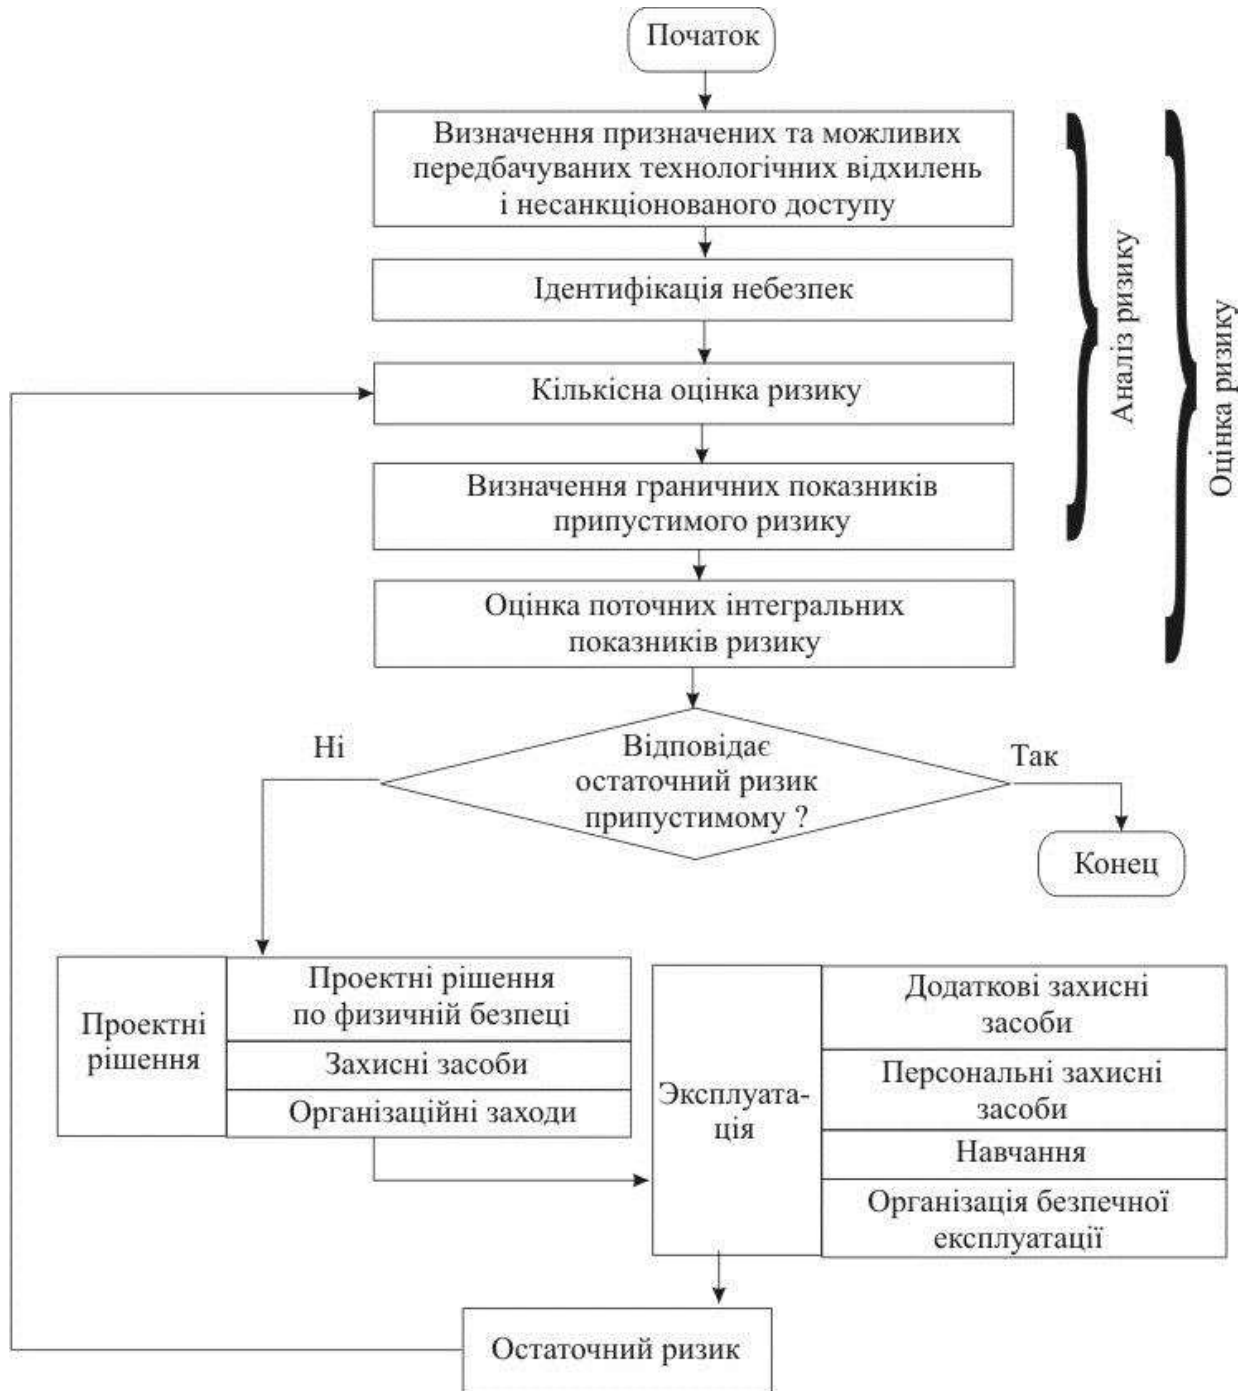 Початок
Визначення призначених та можливих
передбачуваних технологічних відхилень
і несанкціонованого доступу
Ідентифікація небезпек
Кількісна оцінка ризику
Визначення граничних показників
припустимого ризику
Оцінка поточних інтегральних
показників ризику
Аналіз ризику
Оцінка ризику
Відповідає
остаточний ризик
припустимому ?
Ні
Так
Конец
Проектні
рішення
Проектні рішення
по физичній безпеці
Захисні засоби
Організаційні заходи
Эксплуата-
ція
Додаткові захисні
засоби
Персональні захисні
засоби
Навчання
Організація безпечної
експлуатації
Остаточний ризик